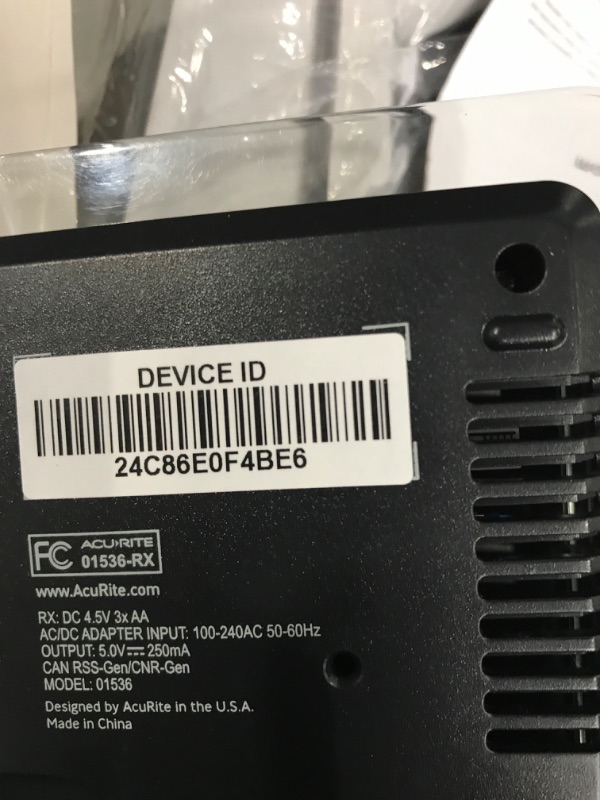 DEVICE ID
24C86E0F4BE6
FC ACU›RITE
01536-RX
www.AcuRite.com
RX: DC 4.5V 3x AA
AC/DC ADAPTER INPUT: 100-240AC 50-60Hz
OUTPUT: 5.0V⎓250mA
CAN RSS-Gen/CNR-Gen
MODEL: 01536
Designed by AcuRite in the U.S.A.
Made in China